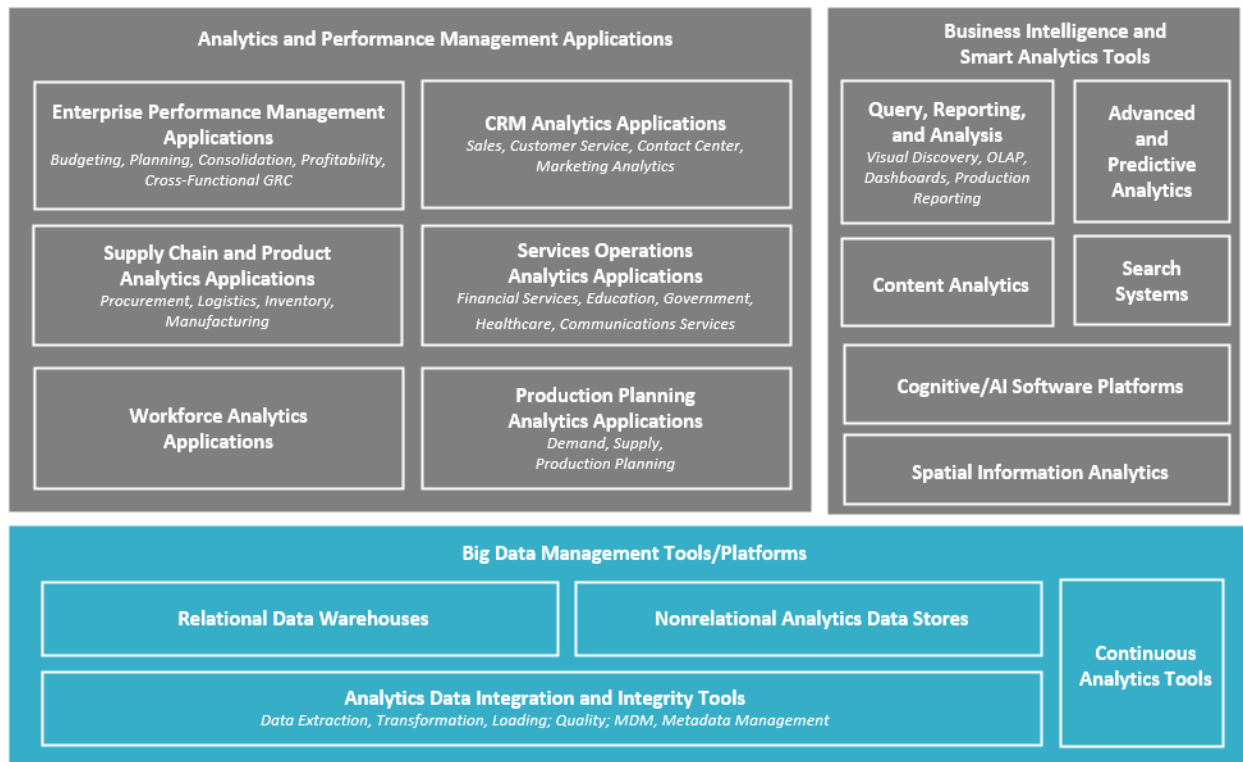 Analytics and Performance Management Applications
Enterprise Performance Management
Applications
Budgeting, Planning, Consolidation, Profitability,
Cross-Functional GRC
CRM Analytics Applications
Sales, Customer Service, Contact Center,
Marketing Analytics
Supply Chain and Product
Analytics Applications
Procurement, Logistics, Inventory,
Manufacturing
Services Operations
Analytics Applications
Financial Services, Education, Government,
Healthcare, Communications Services
Workforce Analytics
Applications
Production Planning
Analytics Applications
Demand, Supply,
Production Planning
Business Intelligence and
Smart Analytics Tools
Query, Reporting,
and Analysis
Visual Discovery, OLAP,
Dashboards, Production
Reporting
Advanced
and
Predictive
Analytics
Content Analytics
Search
Systems
Cognitive/AI Software Platforms
Spatial Information Analytics
Big Data Management Tools/Platforms
Relational Data Warehouses
Nonrelational Analytics Data Stores
Analytics Data Integration and Integrity Tools
Data Extraction, Transformation, Loading; Quality; MDM, Metadata Management
Continuous
Analytics Tools